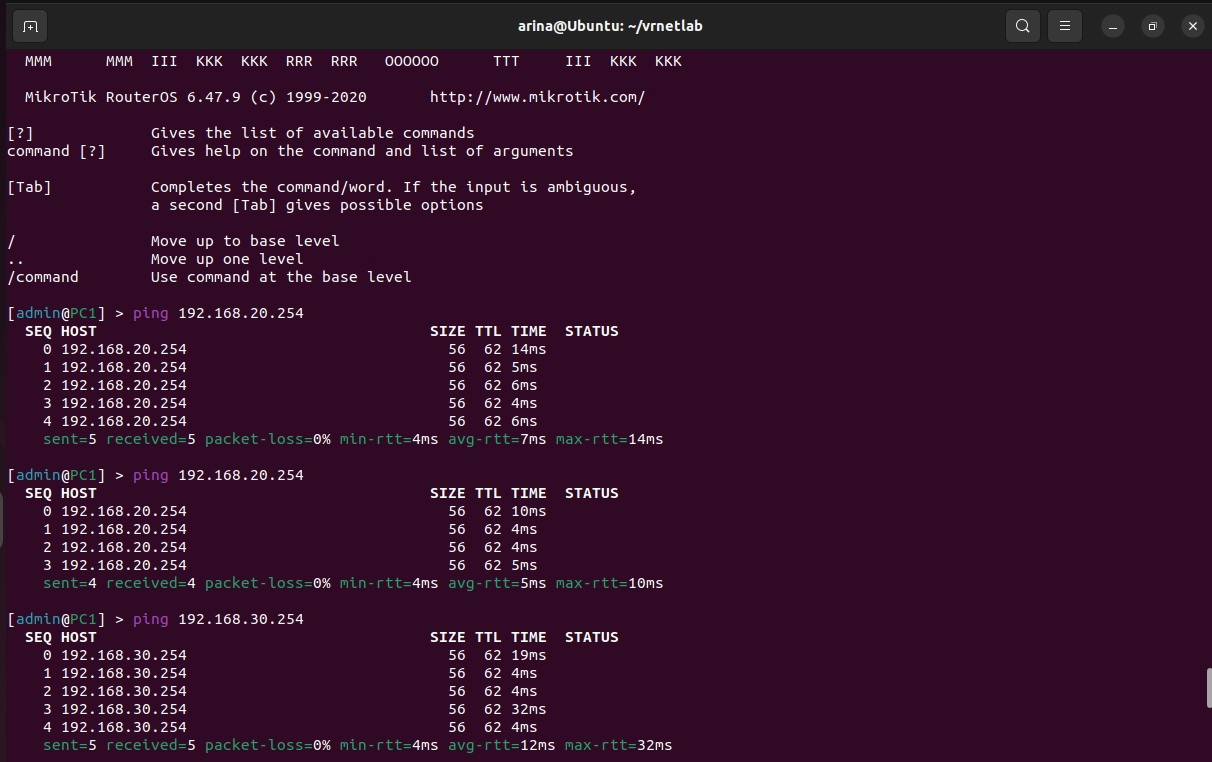 arina@Ubuntu: ~/vrnetlab
MMM      MMM  III  KKK  KKK  RRR  RRR   OOOOOO      TTT     III  KKK  KKK
MikroTik RouterOS 6.47.9 (c) 1999-2020       http://www.mikrotik.com/
[?]             Gives the list of available commands
command [?]     Gives help on the command and list of arguments
[Tab]           Completes the command/word. If the input is ambiguous,
a second [Tab] gives possible options
/               Move up to base level
..              Move up one level
/command        Use command at the base level
[admin@PC1] > ping 192.168.20.254
SEQ HOST                                     SIZE TTL TIME  STATUS
0 192.168.20.254                             56  62 14ms
1 192.168.20.254                             56  62 5ms
2 192.168.20.254                             56  62 6ms
3 192.168.20.254                             56  62 4ms
4 192.168.20.254                             56  62 6ms
sent=5 received=5 packet-loss=0% min-rtt=4ms avg-rtt=7ms max-rtt=14ms
[admin@PC1] > ping 192.168.20.254
SEQ HOST                                     SIZE TTL TIME  STATUS
0 192.168.20.254                             56  62 10ms
1 192.168.20.254                             56  62 4ms
2 192.168.20.254                             56  62 4ms
3 192.168.20.254                             56  62 5ms
sent=4 received=4 packet-loss=0% min-rtt=4ms avg-rtt=5ms max-rtt=10ms
[admin@PC1] > ping 192.168.30.254
SEQ HOST                                     SIZE TTL TIME  STATUS
0 192.168.30.254                             56  62 19ms
1 192.168.30.254                             56  62 4ms
2 192.168.30.254                             56  62 4ms
3 192.168.30.254                             56  62 32ms
4 192.168.30.254                             56  62 4ms
sent=5 received=5 packet-loss=0% min-rtt=4ms avg-rtt=12ms max-rtt=32ms